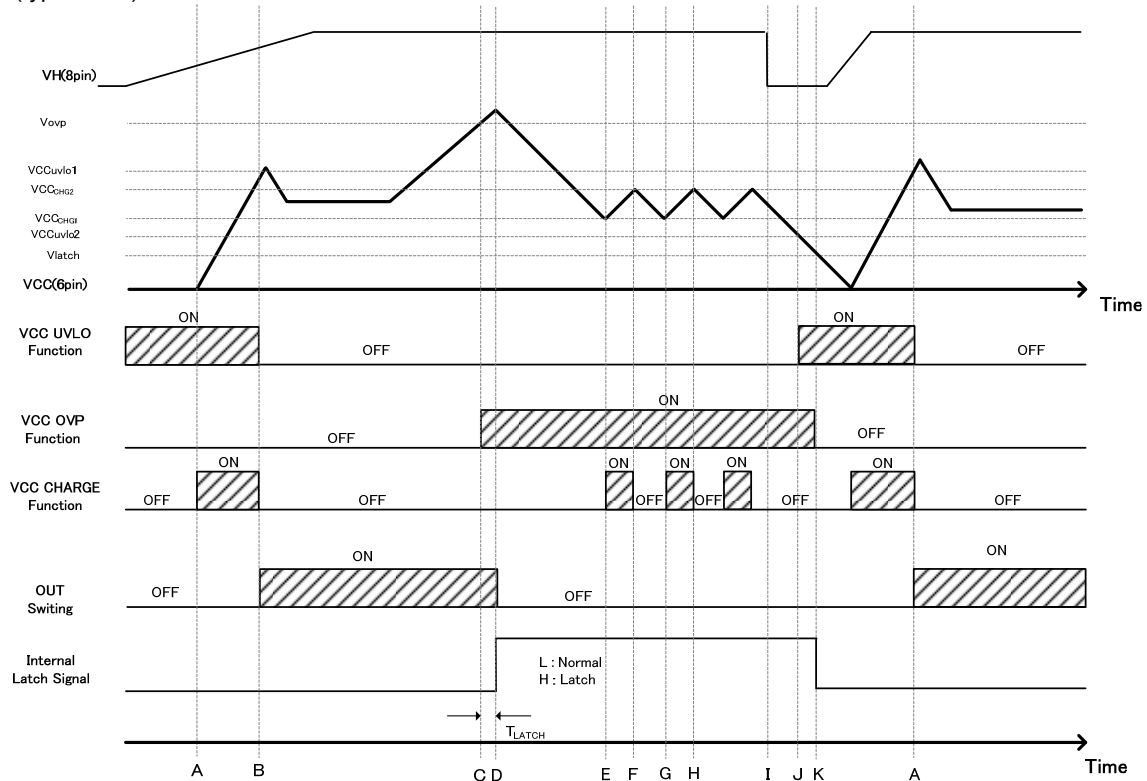 VH(8pin)
Vovp
VCCuvlo1
VCCCHG2
VCCCHG1
VCCuvlo2
Vlatch
VCC(6pin)
Time
VCC UVLO
Function
ON
OFF
ON
OFF
VCC OVP
Function
OFF
ON
OFF
VCC CHARGE
Function
OFF
ON
OFF
ON
OFF
ON
OFF
ON
OFF
ON
OFF
OUT
Switing
OFF
ON
OFF
ON
Internal
Latch Signal
L : Normal
H : Latch
TLATCH
Time
A B C D E F G H I J K A